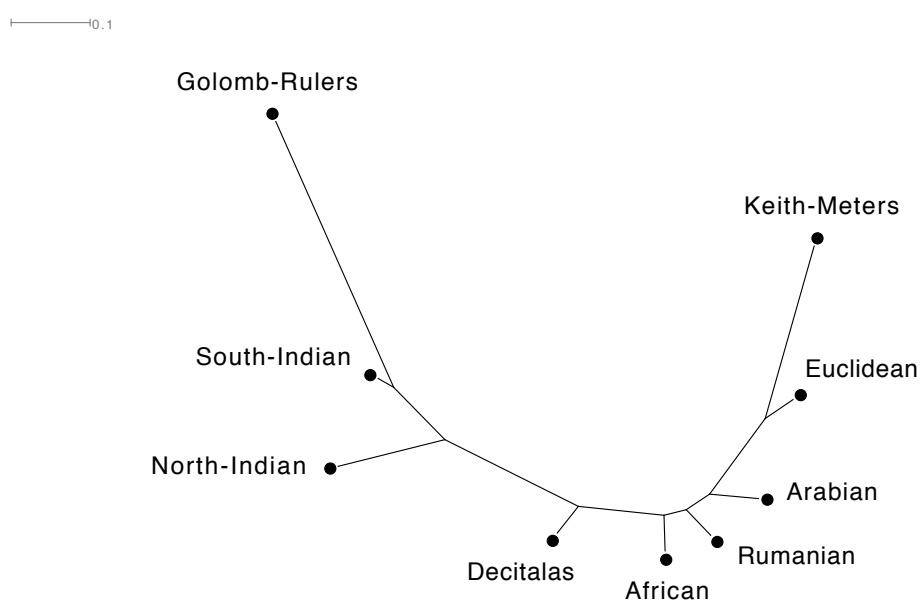 0.1
Golomb-Rulers
Keith-Meters
South-Indian
Euclidean
North-Indian
Arabian
Rumanian
Decitalas
African